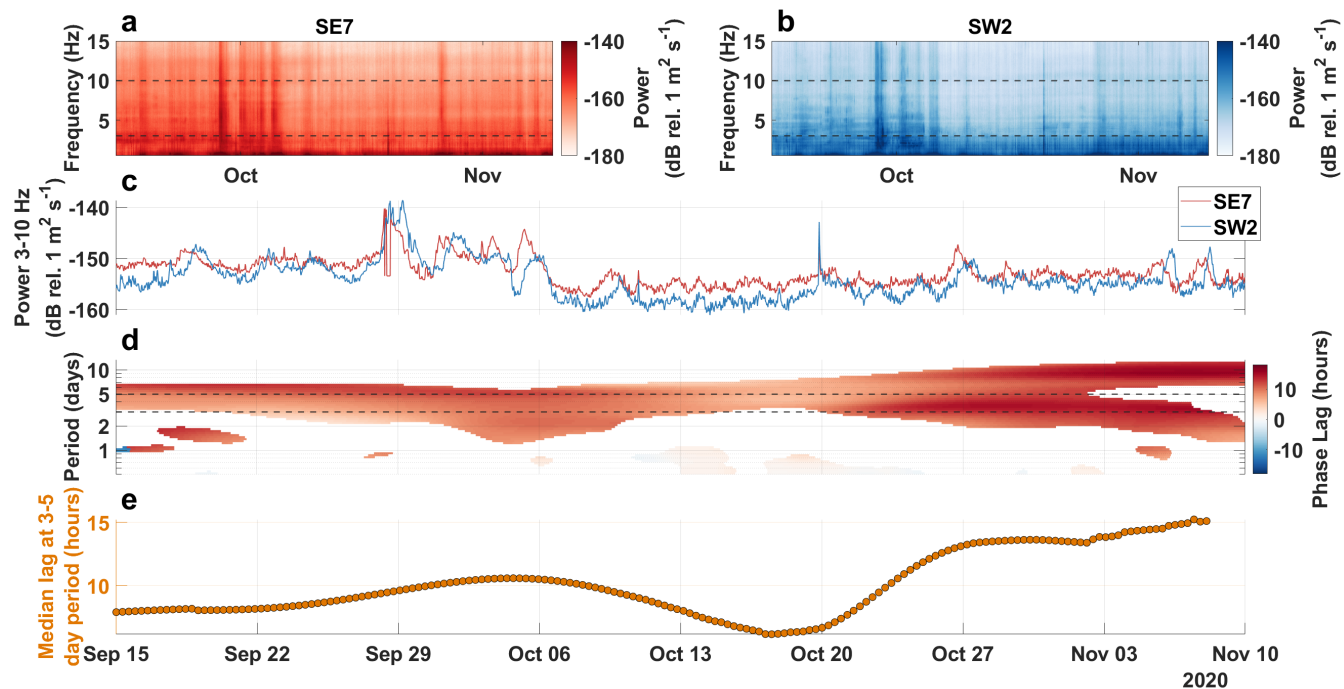 a
SE7
Frequency (Hz)
15
10
5
Oct
Nov
-140
-160
-180
Power
(dB rel. 1 m² s⁻¹)
b
SW2
Frequency (Hz)
15
10
5
Oct
Nov
-140
-160
-180
Power
(dB rel. 1 m² s⁻¹)
c
Power 3-10 Hz
(dB rel. 1 m² s⁻¹)
-140
-150
-160
SE7
SW2
d
Period (days)
10
5
2
1
10
0
-10
Phase Lag (hours)
e
Median lag at 3-5
day period (hours)
15
10
Sep 15
Sep 22
Sep 29
Oct 06
Oct 13
Oct 20
Oct 27
Nov 03
Nov 10
2020